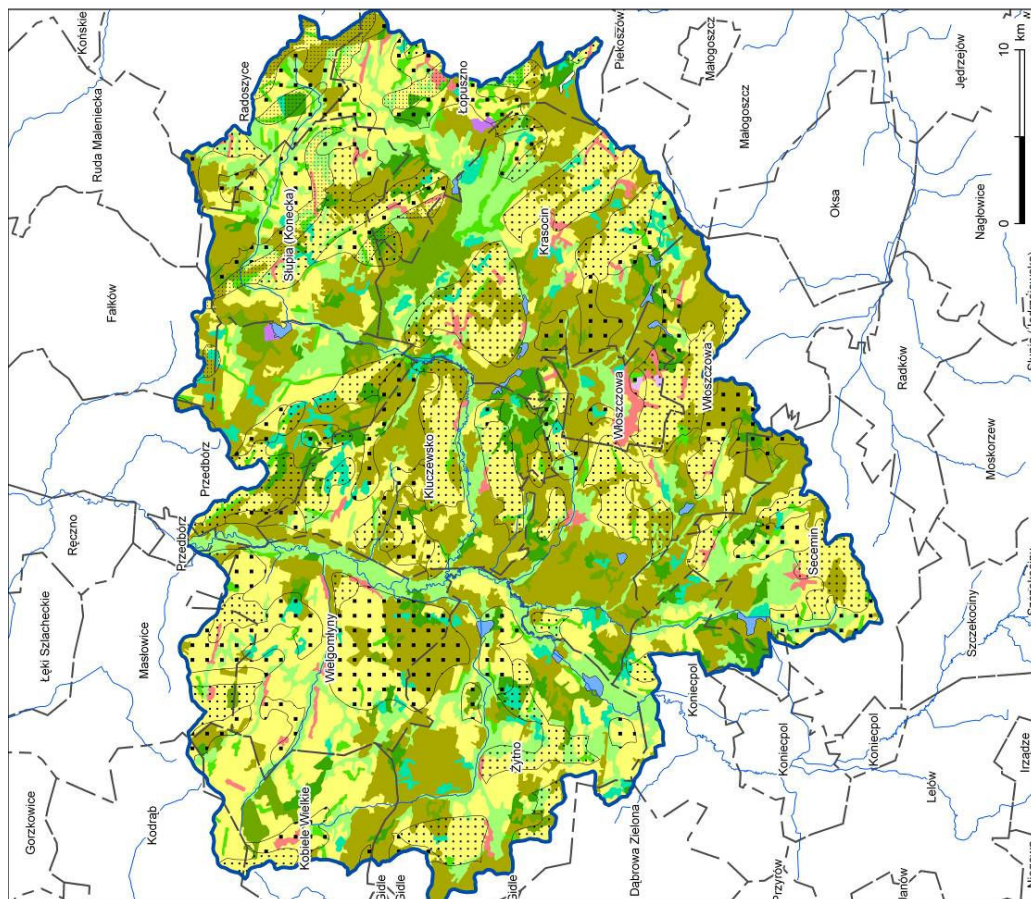 Gorzkowice
Łęki Szlacheckie
Ręczno
Końskie
Ruda Maleniecka
Fałków
Radoszyce
Przedbórz
Przedbórz
Masłowice
Kodrąb
Kobiele Wielkie
Wielgomłyny
Kluczewsko
Słupia (Konecka)
Łopuszno
Krasocin
Piekoszów
Małogoszcz
Małogoszcz
Włoszczowa
Włoszczowa
Żytno
Gidle
Gidle
Gidle
Secemin
Dąbrowa Zielona
Koniecpol
Koniecpol
Koniecpol
Przyrów
Lelów
Irządze
Szczekociny
Moskorzew
Radków
Oksa
Nagłowice
Jędrzejów
0
10
km